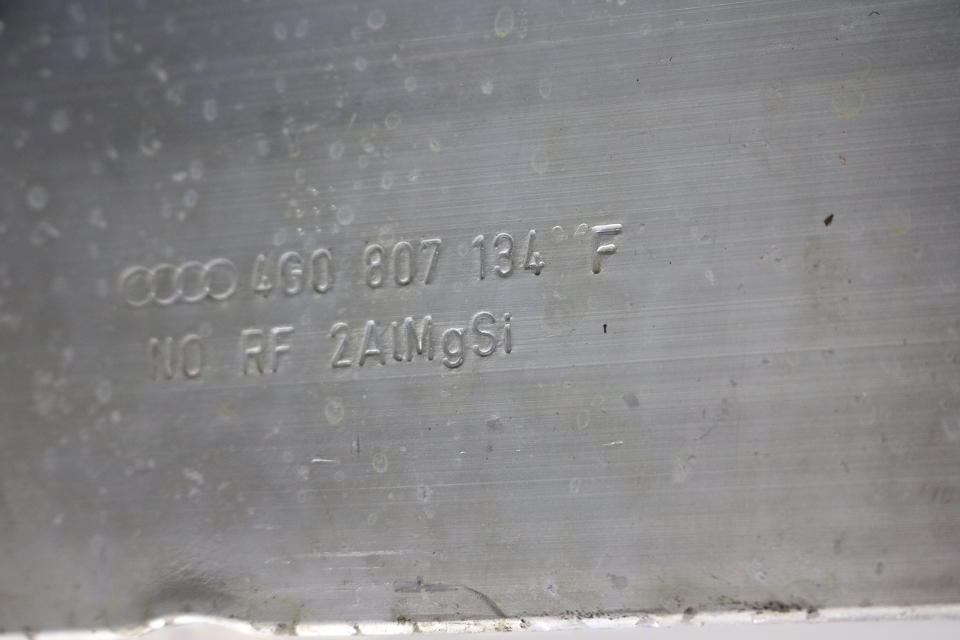 4G0 807 134 F
NO RF 2AlMgSi